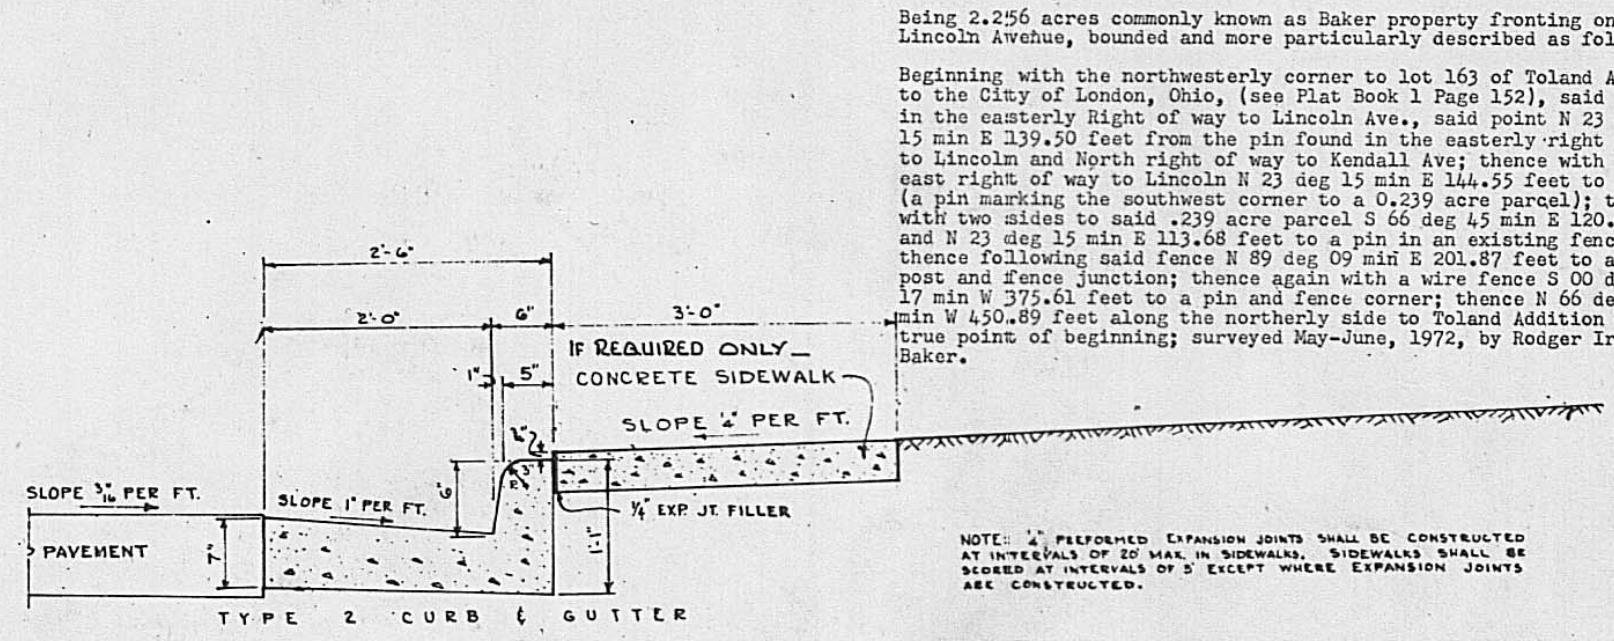 Being 2.256 acres commonly known as Baker property fronting on
Lincoln Avenue, bounded and more particularly described as fol
Beginning with the northwesterly corner to lot 163 of Toland A
to the City of London, Ohio, (see Plat Book 1 Page 152), said
in the easterly Right of way to Lincoln Ave., said point N 23
15 min E 139.50 feet from the pin found in the easterly right
to Lincoln and North right of way to Kendall Ave; thence with
east right of way to Lincoln N 23 deg 15 min E 144.55 feet to
(a pin marking the southwest corner to a 0.239 acre parcel); t
with two sides to said .239 acre parcel S 66 deg 45 min E 120.
and N 23 deg 15 min E 113.68 feet to a pin in an existing fenc
thence following said fence N 89 deg 09 min E 201.87 feet to a
post and fence junction; thence again with a wire fence S 00 d
17 min W 375.61 feet to a pin and fence corner; thence N 66 de
min W 450.89 feet along the northerly side to Toland Addition
true point of beginning; surveyed May-June, 1972, by Rodger Ir
Baker.
2'-6"
2'-0"
6"
3'-0"
1"
5"
IF REQUIRED ONLY
CONCRETE SIDEWALK
SLOPE 1/4" PER FT.
6"
3"
R.
SLOPE 3/16" PER FT.
SLOPE 1" PER FT.
1/4" EXP. JT. FILLER
PAVEMENT
7"
1'-1"
TYPE 2 CURB & GUTTER
NOTE: 1/4" PREFORMED EXPANSION JOINTS SHALL BE CONSTRUCTED
AT INTERVALS OF 20' MAX. IN SIDEWALKS. SIDEWALKS SHALL BE
SCORED AT INTERVALS OF 5' EXCEPT WHERE EXPANSION JOINTS
ARE CONSTRUCTED.